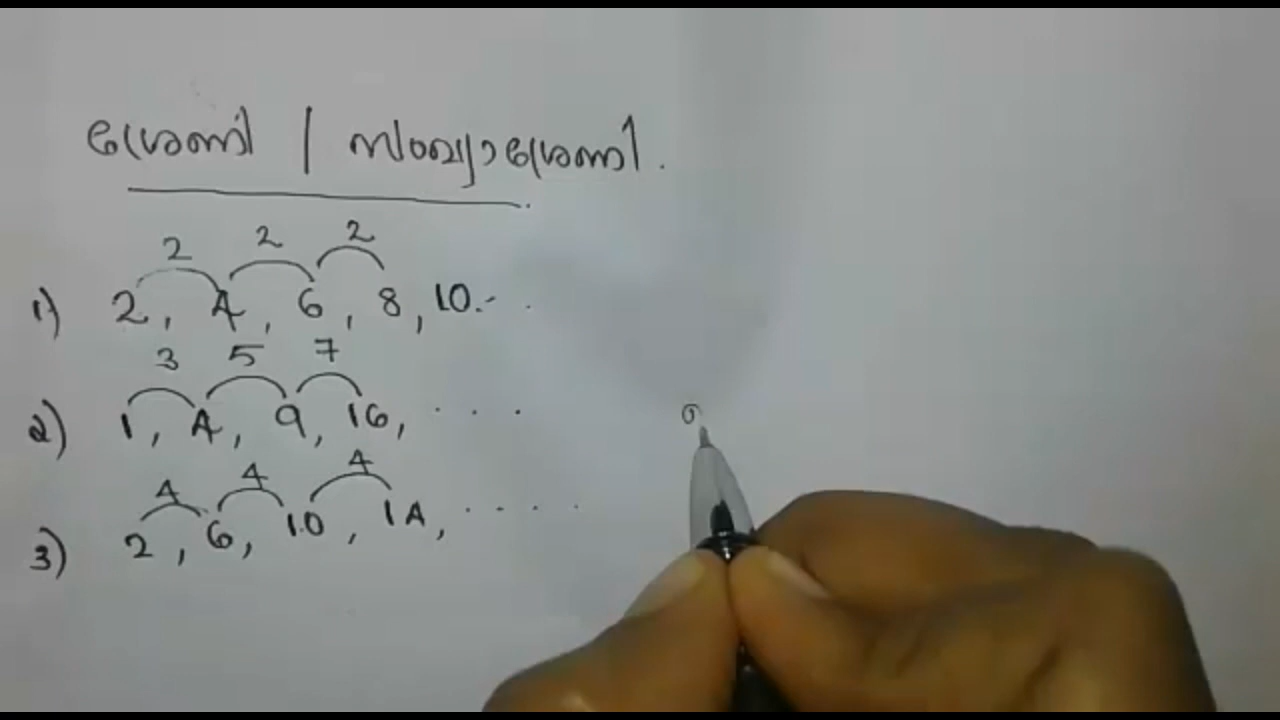 ശ്രേണി | സംഖ്യാശ്രേണി.
2 2 2
1) 2, 4, 6, 8, 10.- .
3 5 7
2) 1, 4, 9, 16, . . .
4 4 4
3) 2, 6, 10, 14, . . . .